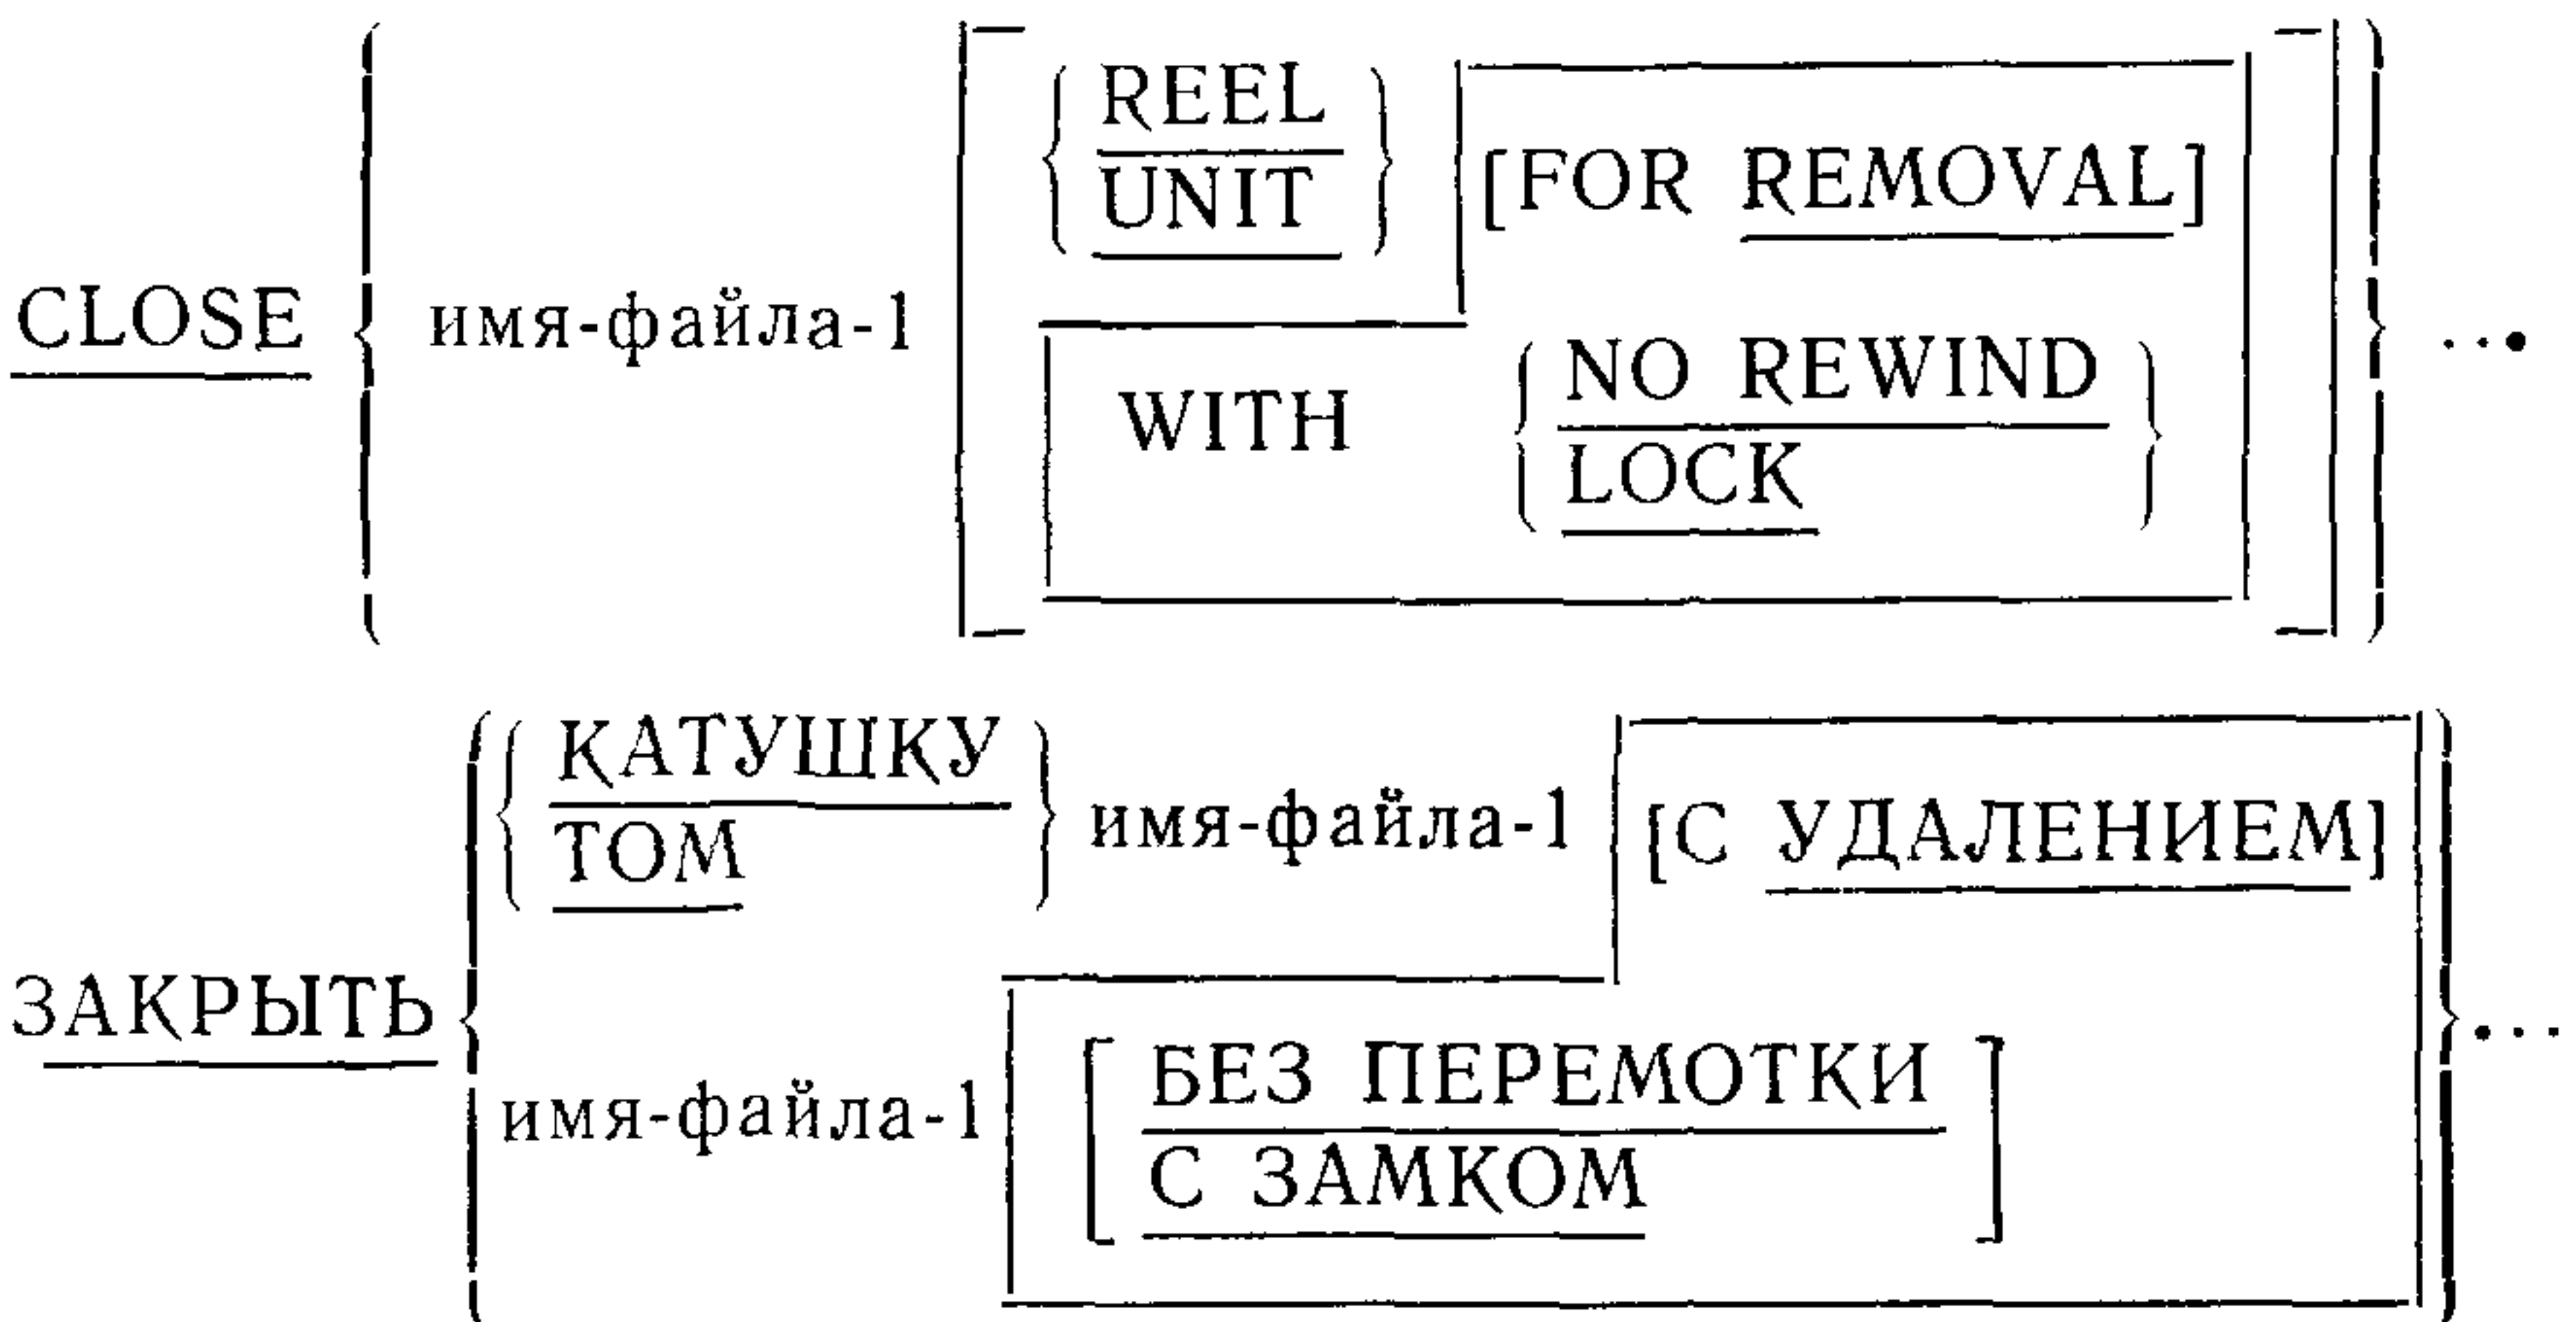 REEL
UNIT
[FOR REMOVAL]
CLOSE имя-файла-1 ...
WITH
NO REWIND
LOCK
КАТУШКУ
ТОМ
имя-файла-1 [С УДАЛЕНИЕМ]
ЗАКРЫТЬ ...
имя-файла-1
БЕЗ ПЕРЕМОТКИ
С ЗАМКОМ